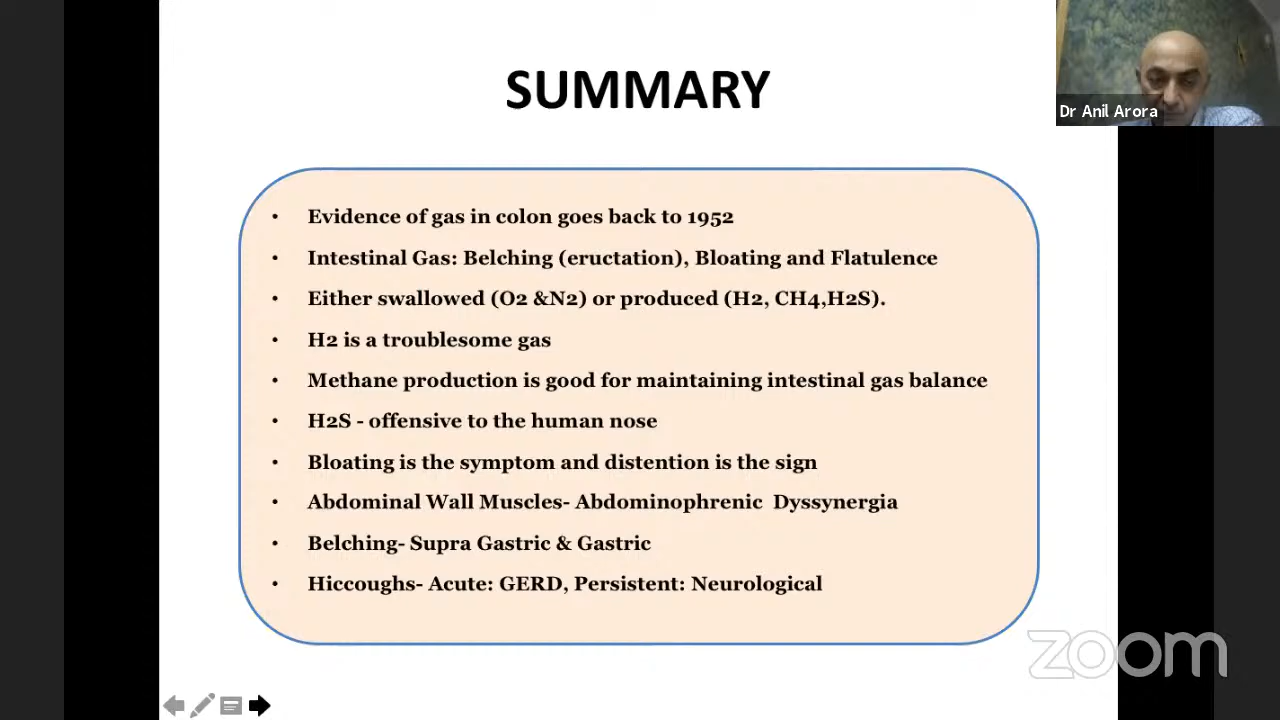 SUMMARY
Dr Anil Arora
• Evidence of gas in colon goes back to 1952
• Intestinal Gas: Belching (eructation), Bloating and Flatulence
• Either swallowed (O2 &N2) or produced (H2, CH4,H2S).
• H2 is a troublesome gas
• Methane production is good for maintaining intestinal gas balance
• H2S - offensive to the human nose
• Bloating is the symptom and distention is the sign
• Abdominal Wall Muscles- Abdominophrenic  Dyssynergia
• Belching- Supra Gastric & Gastric
• Hiccoughs- Acute: GERD, Persistent: Neurological
zoom